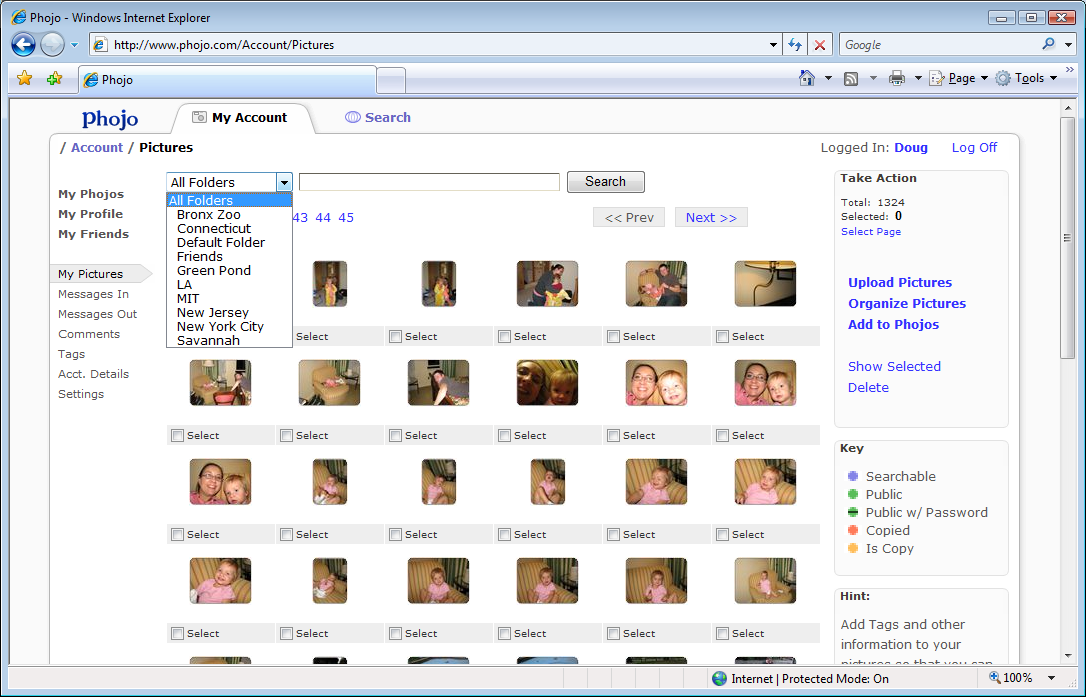 Phojo - Windows Internet Explorer
http://www.phojo.com/Account/Pictures
Google
Phojo
Page
Tools
phojo
My Account
Search
/ Account / Pictures
Logged In: Doug
Log Off
My Phojos
My Profile
My Friends
My Pictures
Messages In
Messages Out
Comments
Tags
Acct. Details
Settings
All Folders
Search
All Folders
Bronx Zoo
Connecticut
Default Folder
Friends
Green Pond
LA
MIT
New Jersey
New York City
Savannah
43 44 45
<< Prev
Next >>
Select Select Select Select Select
Select Select Select Select Select Select
Select Select Select Select Select Select
Select Select Select Select Select Select
Take Action
Total: 1324
Selected: 0
Select Page
Upload Pictures
Organize Pictures
Add to Phojos
Show Selected
Delete
Key
Searchable
Public
Public w/ Password
Copied
Is Copy
Hint:
Add Tags and other
information to your
pictures so that you can
Internet | Protected Mode: On
100%